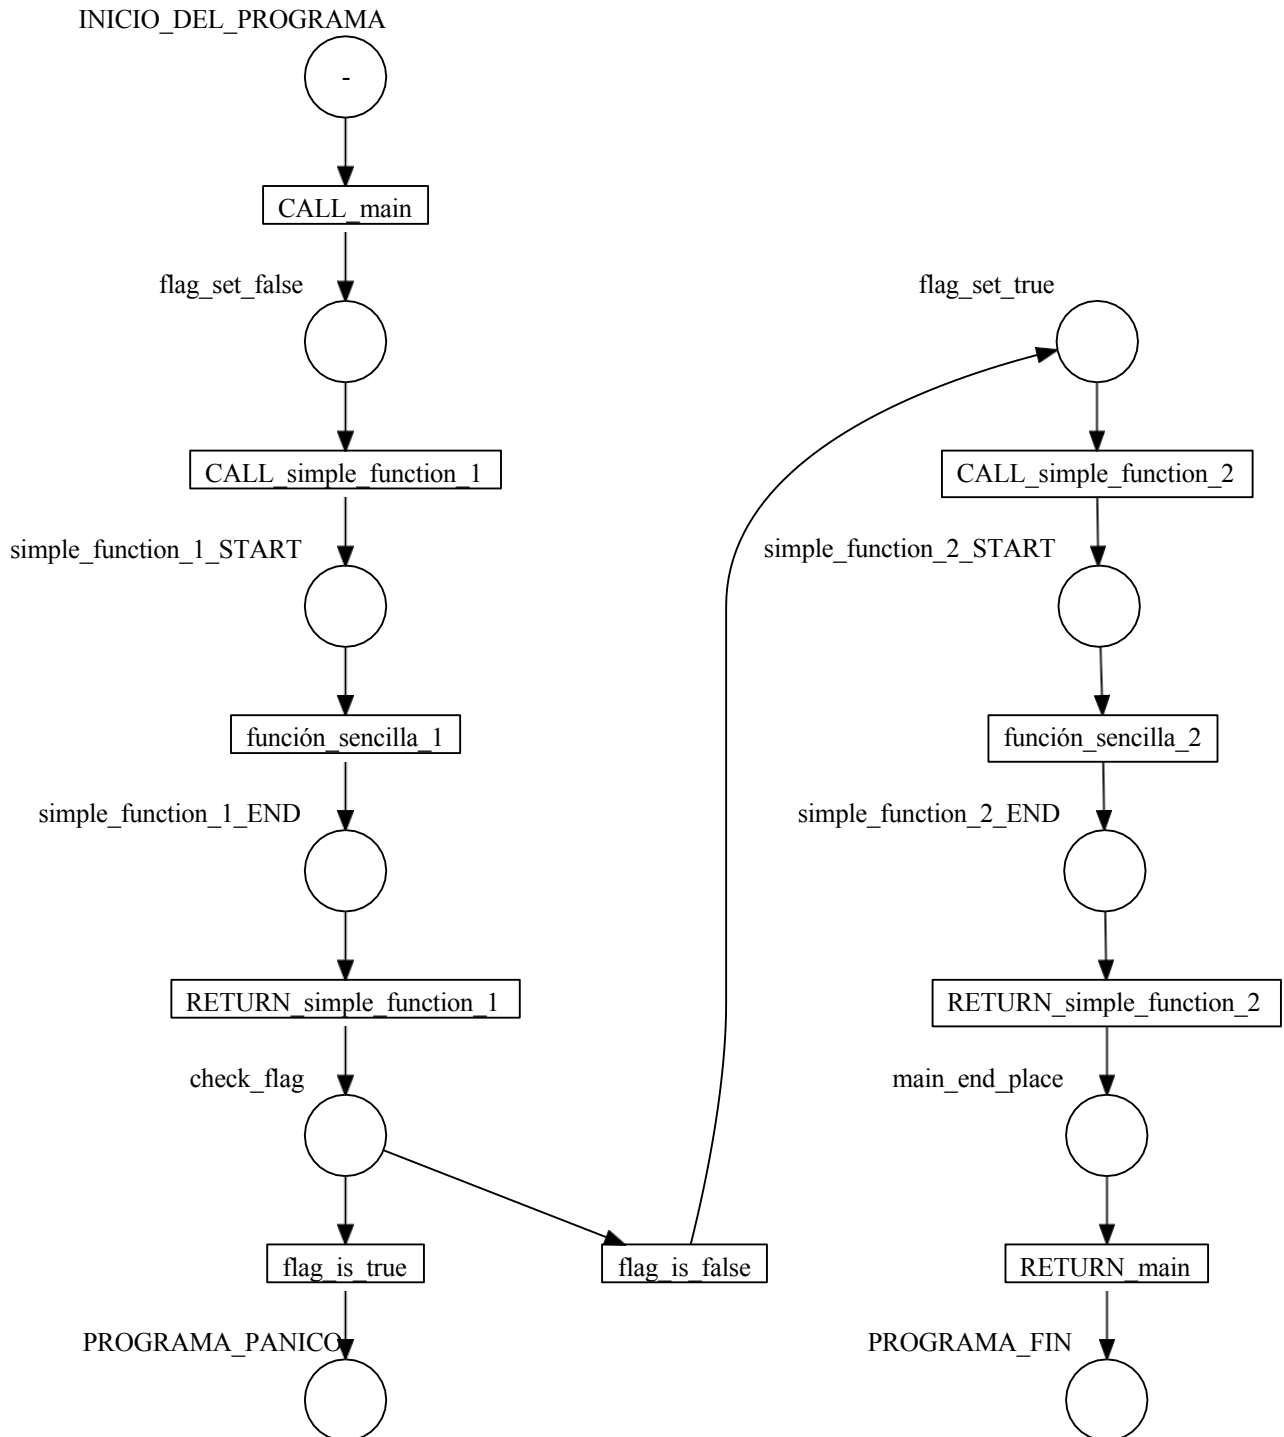 INICIO_DEL_PROGRAMA
-
CALL_main
flag_set_false
CALL_simple_function_1
simple_function_1_START
función_sencilla_1
simple_function_1_END
RETURN_simple_function_1
check_flag
flag_is_true
flag_is_false
PROGRAMA_PANICO
flag_set_true
CALL_simple_function_2
simple_function_2_START
función_sencilla_2
simple_function_2_END
RETURN_simple_function_2
main_end_place
RETURN_main
PROGRAMA_FIN